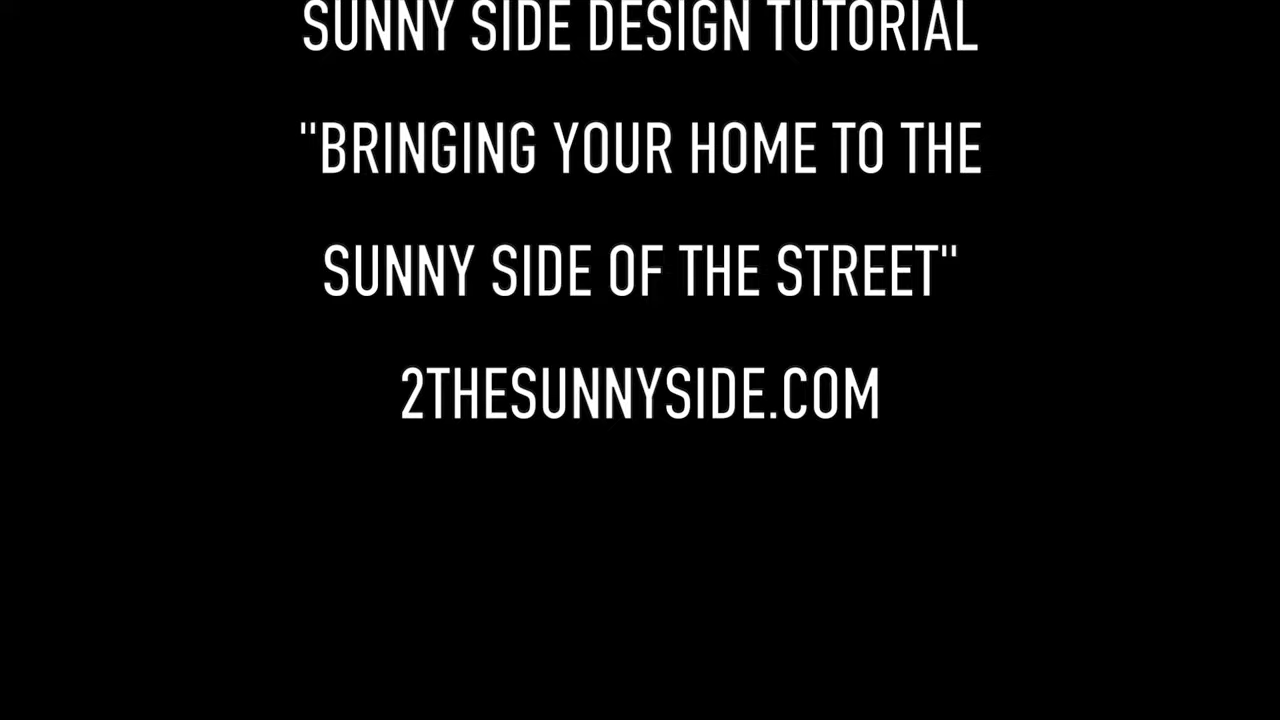 SUNNY SIDE DESIGN TUTORIAL
"BRINGING YOUR HOME TO THE
SUNNY SIDE OF THE STREET"
2THESUNNYSIDE.COM